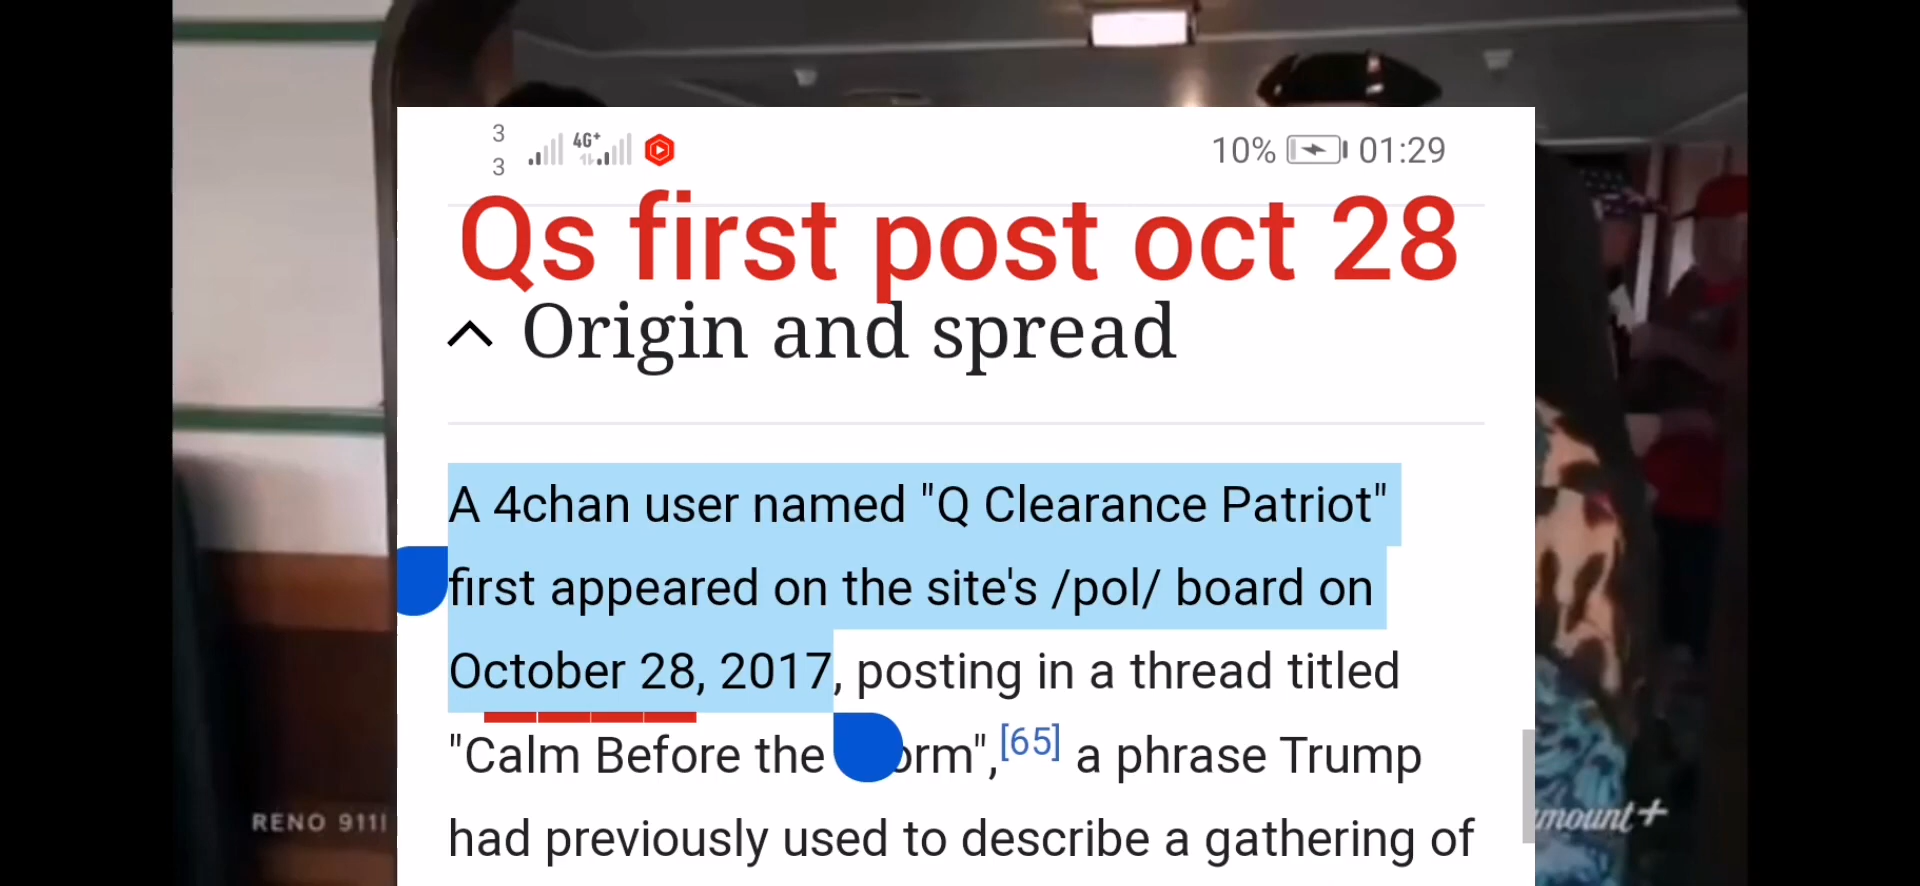 3
3
4G+
10%
01:29
Qs first post oct 28
Origin and spread
A 4chan user named "Q Clearance Patriot"
first appeared on the site's /pol/ board on
October 28, 2017, posting in a thread titled
"Calm Before the orm",[65] a phrase Trump
had previously used to describe a gathering of
RENO 911!
mount+